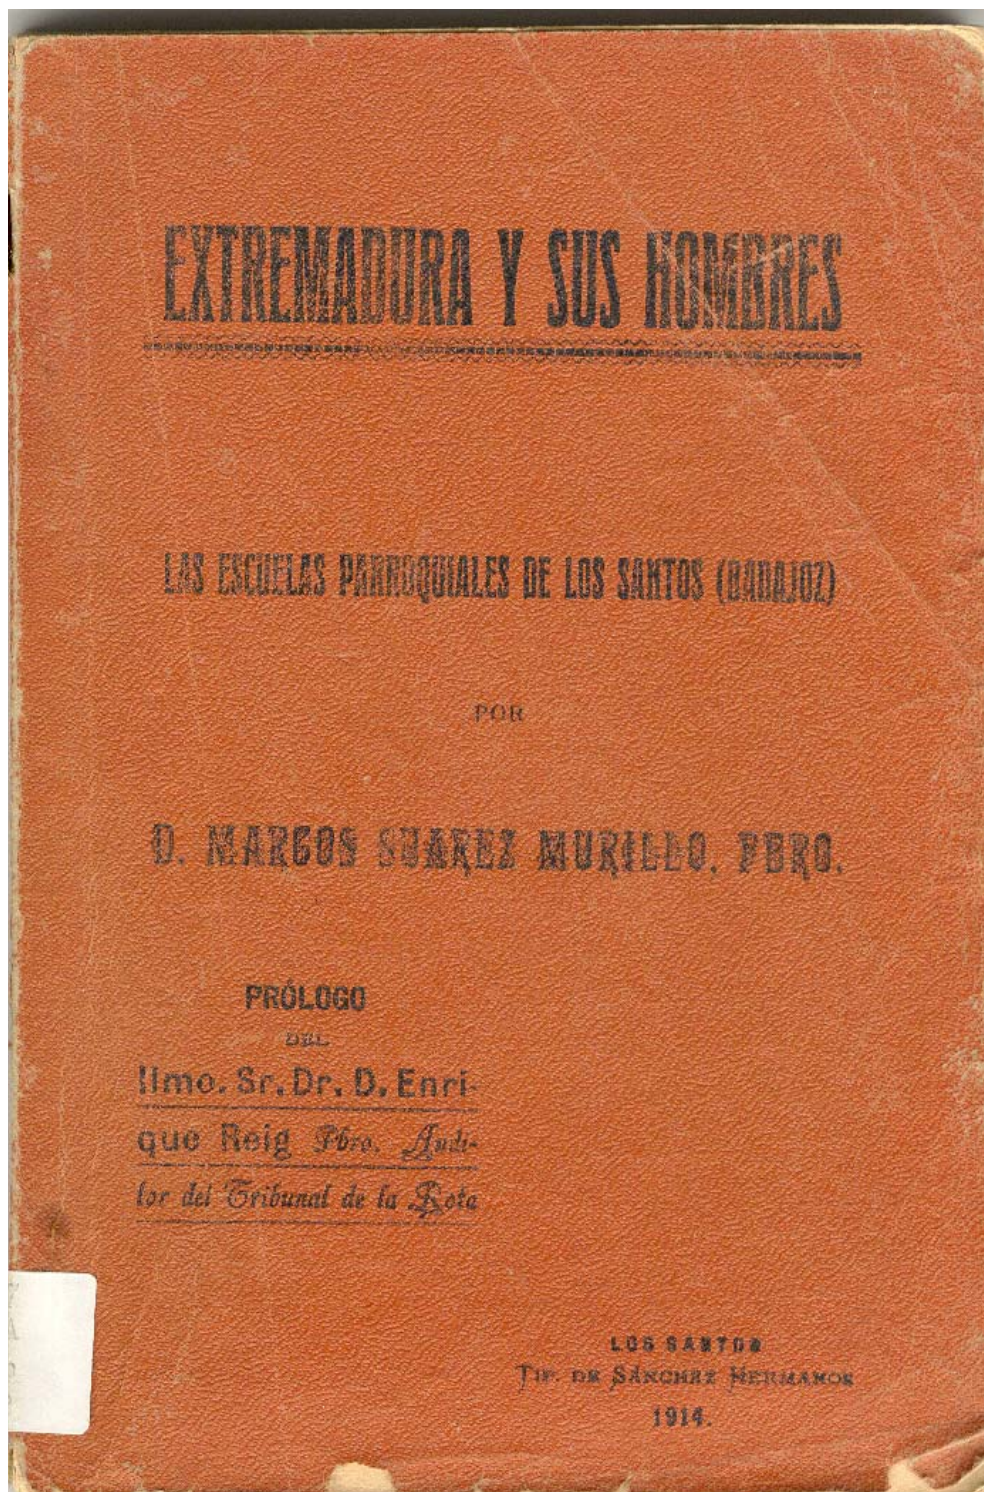 EXTREMADURA Y SUS HOMBRES
LAS ESCUELAS PARROQUIALES DE LOS SANTOS (BADAJOZ)
POR
D. MARCOS SUAREZ MURILLO, PBRO.
PRÓLOGO
DEL
Ilmo. Sr. Dr. D. Enri-
que Reig Pbro. Audi-
tor del Tribunal de la Rota
LOS SANTOS
TIP. DE SÁNCHEZ HERMANOS
1914.